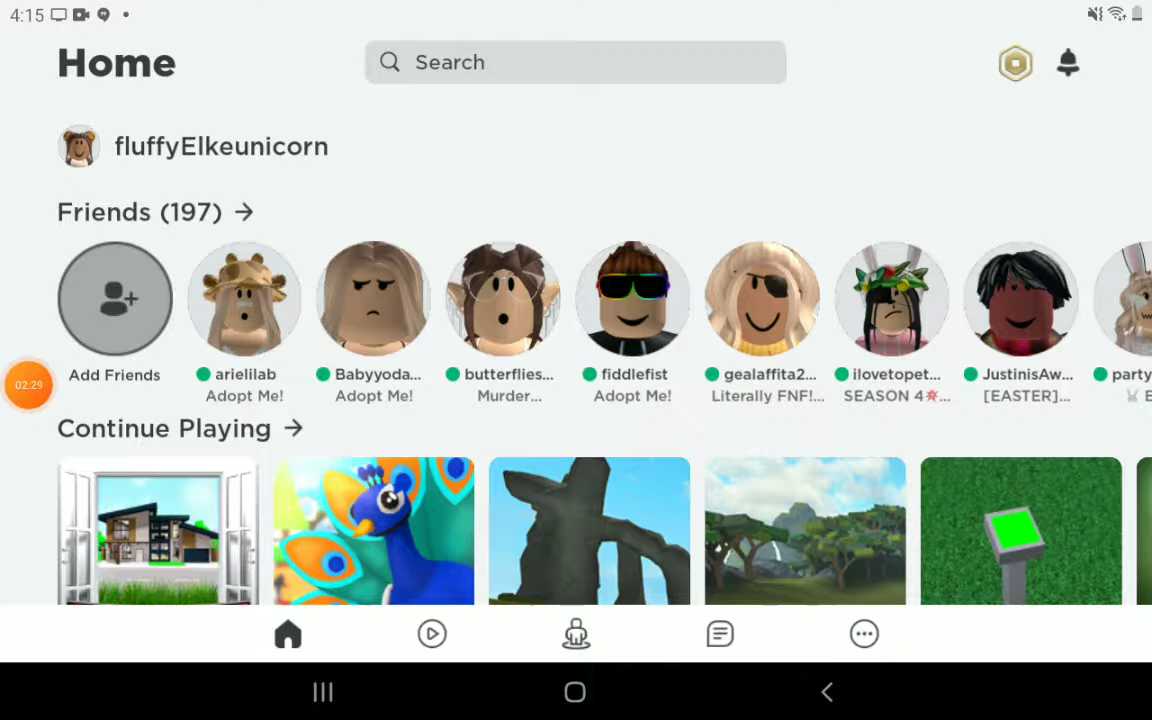 4:15
Home
Search
fluffyElkeunicorn
Friends (197)
Add Friends
arielilab
Adopt Me!
Babyyoda...
Adopt Me!
butterflies...
Murder...
fiddlefist
Adopt Me!
gealaffita2...
Literally FNF!...
ilovetopet...
SEASON 4💥...
JustinisAw...
[EASTER]...
party
02:29
Continue Playing